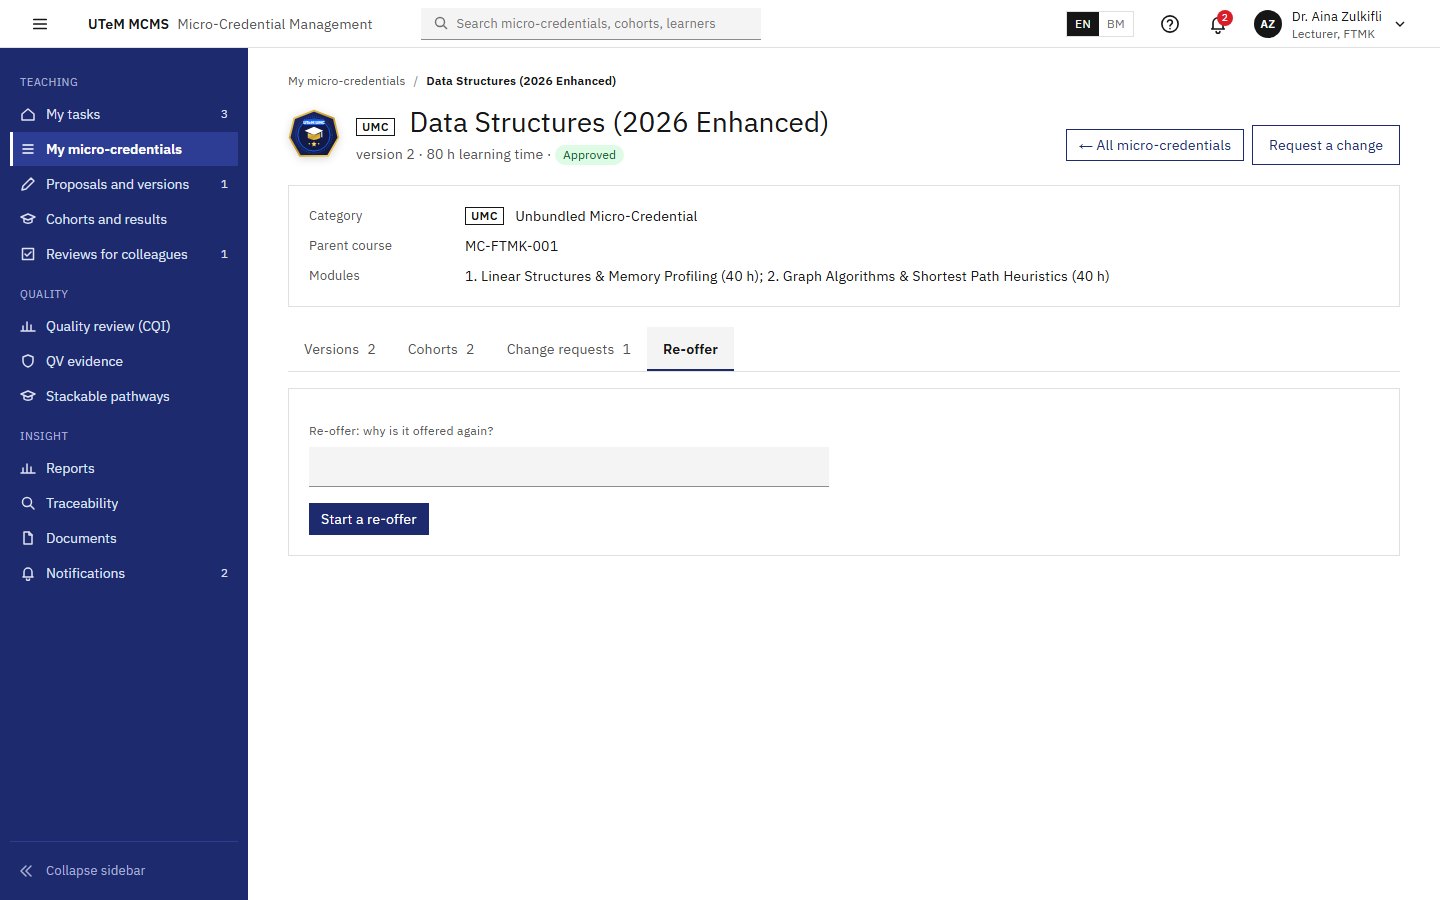 UTeM MCMS Micro-Credential Management
Search micro-credentials, cohorts, learners
EN BM
2
AZ
Dr. Aina Zulkifli
Lecturer, FTMK
TEACHING
My tasks 3
My micro-credentials
Proposals and versions 1
Cohorts and results
Reviews for colleagues 1
QUALITY
Quality review (CQI)
QV evidence
Stackable pathways
INSIGHT
Reports
Traceability
Documents
Notifications 2
Collapse sidebar
My micro-credentials / Data Structures (2026 Enhanced)
UMC Data Structures (2026 Enhanced)
version 2 · 80 h learning time · Approved
← All micro-credentials
Request a change
Category UMC Unbundled Micro-Credential
Parent course MC-FTMK-001
Modules 1. Linear Structures & Memory Profiling (40 h); 2. Graph Algorithms & Shortest Path Heuristics (40 h)
Versions 2 Cohorts 2 Change requests 1 Re-offer
Re-offer: why is it offered again?
Start a re-offer